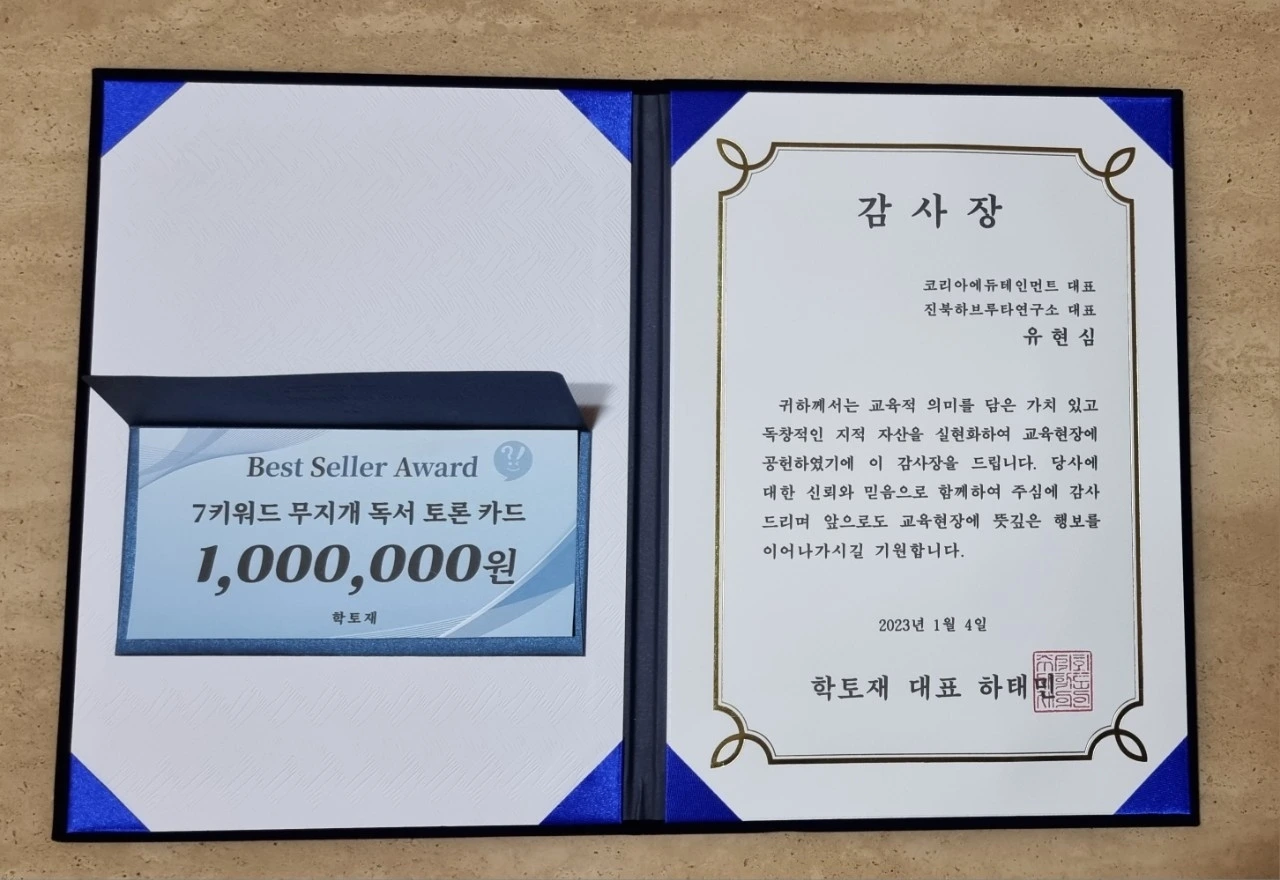 Best Seller Award
?!
7키워드 무지개 독서 토론 카드
1,000,000원
학토재
감사장
코리아에듀테인먼트 대표
진북하브루타연구소 대표
유현심
귀하께서는 교육적 의미를 담은 가치 있고
독창적인 지적 자산을 실현화하여 교육현장에
공헌하였기에 이 감사장을 드립니다. 당사에
대한 신뢰와 믿음으로 함께하여 주심에 감사
드리며 앞으로도 교육현장에 뜻깊은 행보를
이어나가시길 기원합니다.
2023년 1월 4일
학토재 대표 하태민